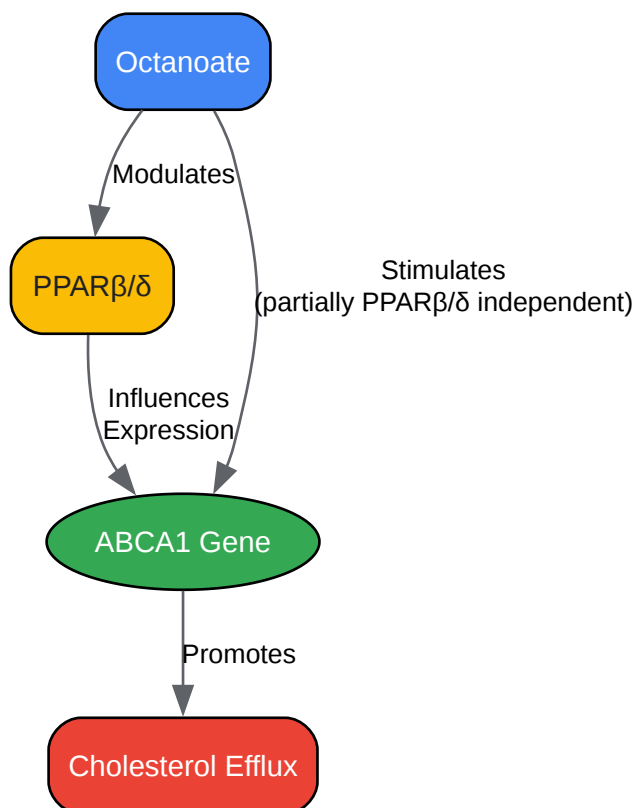 Octanoate
Modulates
PPARβ/δ
Stimulates
(partially PPARβ/δ independent)
Influences
Expression
ABCA1 Gene
Promotes
Cholesterol Efflux